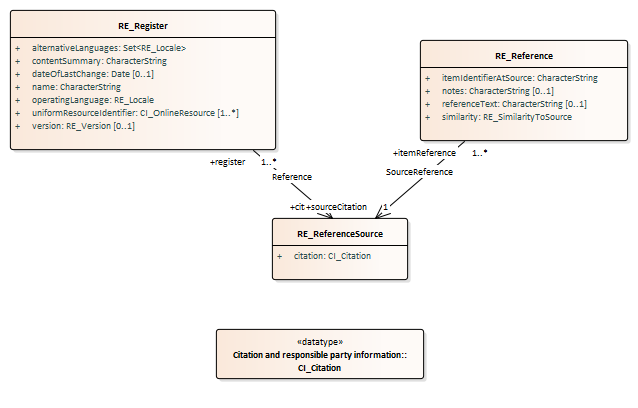 RE_Register
+ alternativeLanguages: Set<RE_Locale>
+ contentSummary: CharacterString
+ dateOfLastChange: Date [0..1]
+ name: CharacterString
+ operatingLanguage: RE_Locale
+ uniformResourceIdentifier: CI_OnlineResource [1..*]
+ version: RE_Version [0..1]
RE_Reference
+ itemIdentifierAtSource: CharacterString
+ notes: CharacterString [0..1]
+ referenceText: CharacterString [0..1]
+ similarity: RE_SimilarityToSource
+register 1..*
Reference
+itemReference 1..*
SourceReference
+cit +sourceCitation 1
RE_ReferenceSource
+ citation: CI_Citation
«datatype»
Citation and responsible party information::
CI_Citation